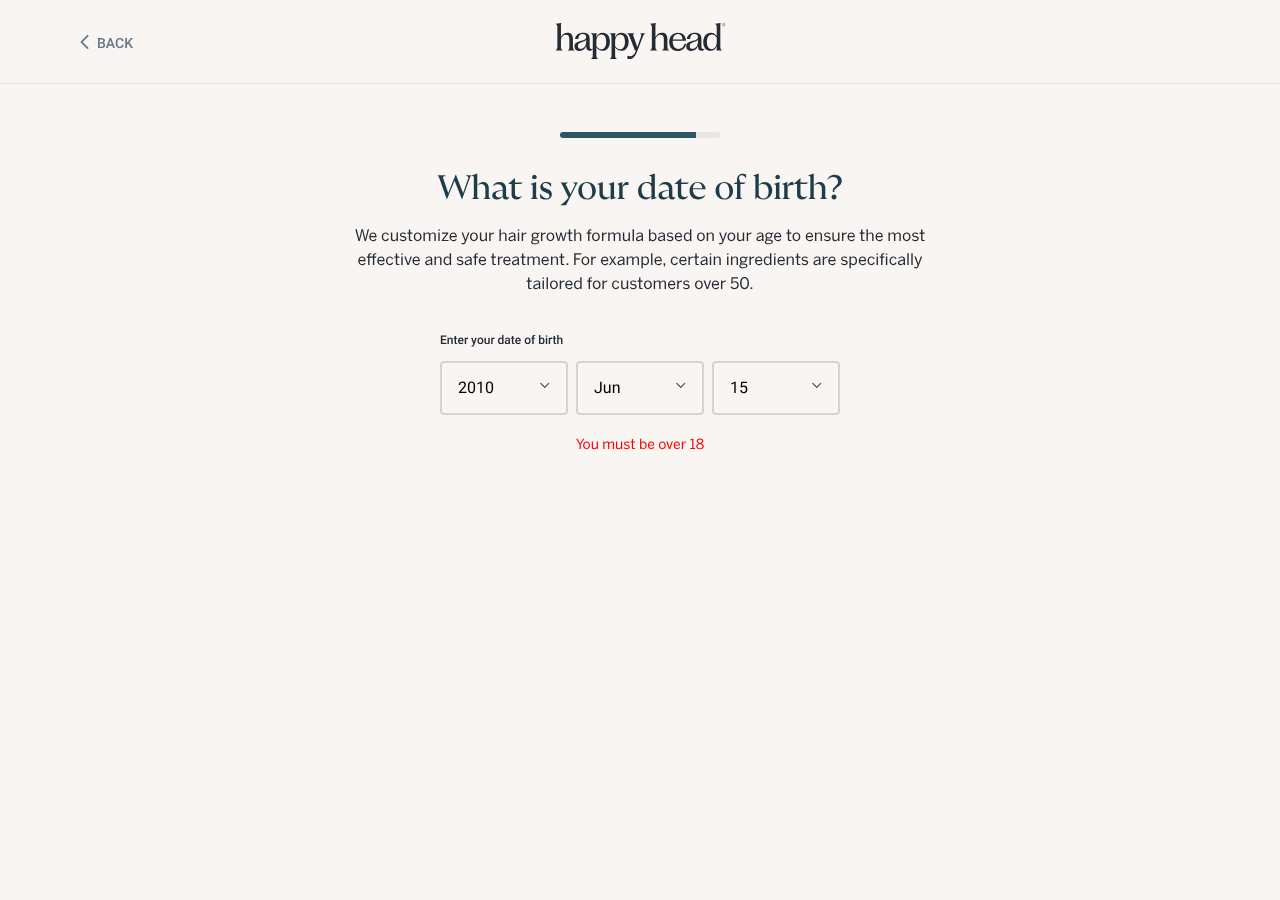 BACK
happy head
What is your date of birth?
We customize your hair growth formula based on your age to ensure the most
effective and safe treatment. For example, certain ingredients are specifically
tailored for customers over 50.
Enter your date of birth
2010
Jun
15
You must be over 18